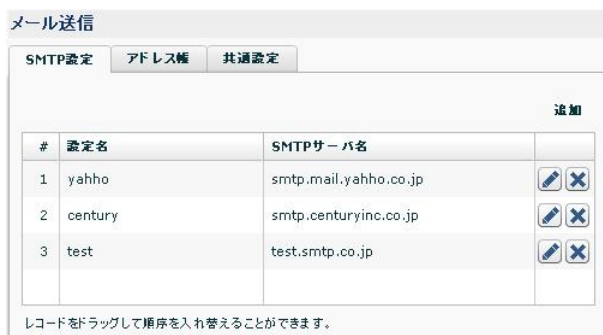 メール送信
SMTP設定 アドレス帳 共通設定
追加
# 設定名 SMTPサーバ名
1 yahho smtp.mail.yahho.co.jp
2 century smtp.centuryinc.co.jp
3 test test.smtp.co.jp
レコードをドラッグして順序を入れ替えることができます。